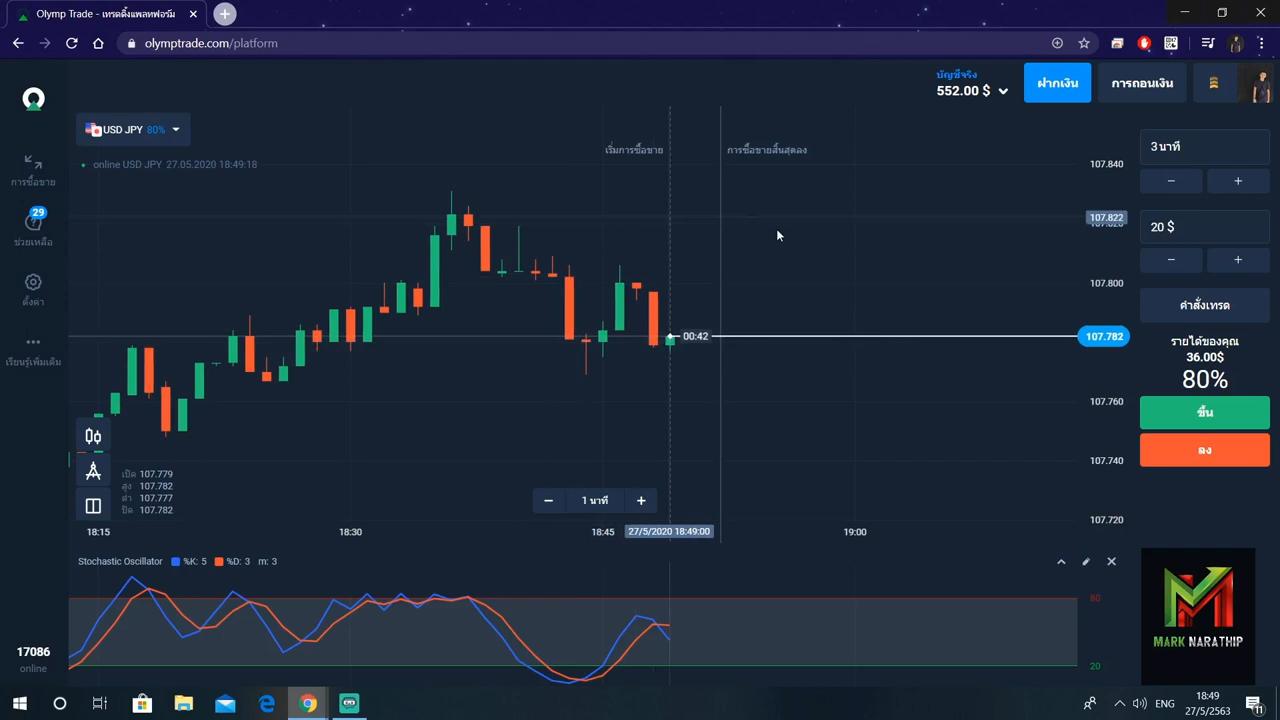 Olymp Trade - เทรดดิ้งแพลทฟอร์ม
olymptrade.com/platform
บัญชีจริง
552.00 $
ฝากเงิน
การถอนเงิน
USD JPY 80%
online USD JPY 27.05.2020 18:49:18
เริ่มการซื้อขาย
การซื้อขายสิ้นสุดลง
การซื้อขาย
29
ช่วยเหลือ
ตั้งค่า
เรียนรู้เพิ่มเติม
107.840
107.822
107.800
00:42
107.782
107.760
107.740
107.720
3 นาที
20 $
คำสั่งเทรด
รายได้ของคุณ
36.00$
80%
ขึ้น
ลง
เปิด 107.779
สูง 107.782
ต่ำ 107.777
ปิด 107.782
1 นาที
18:15
18:30
18:45
27/5/2020 18:49:00
19:00
Stochastic Oscillator %K: 5 %D: 3 m: 3
80
20
17086
online
MARK NARATHIP
ENG
18:49
27/5/2563
11